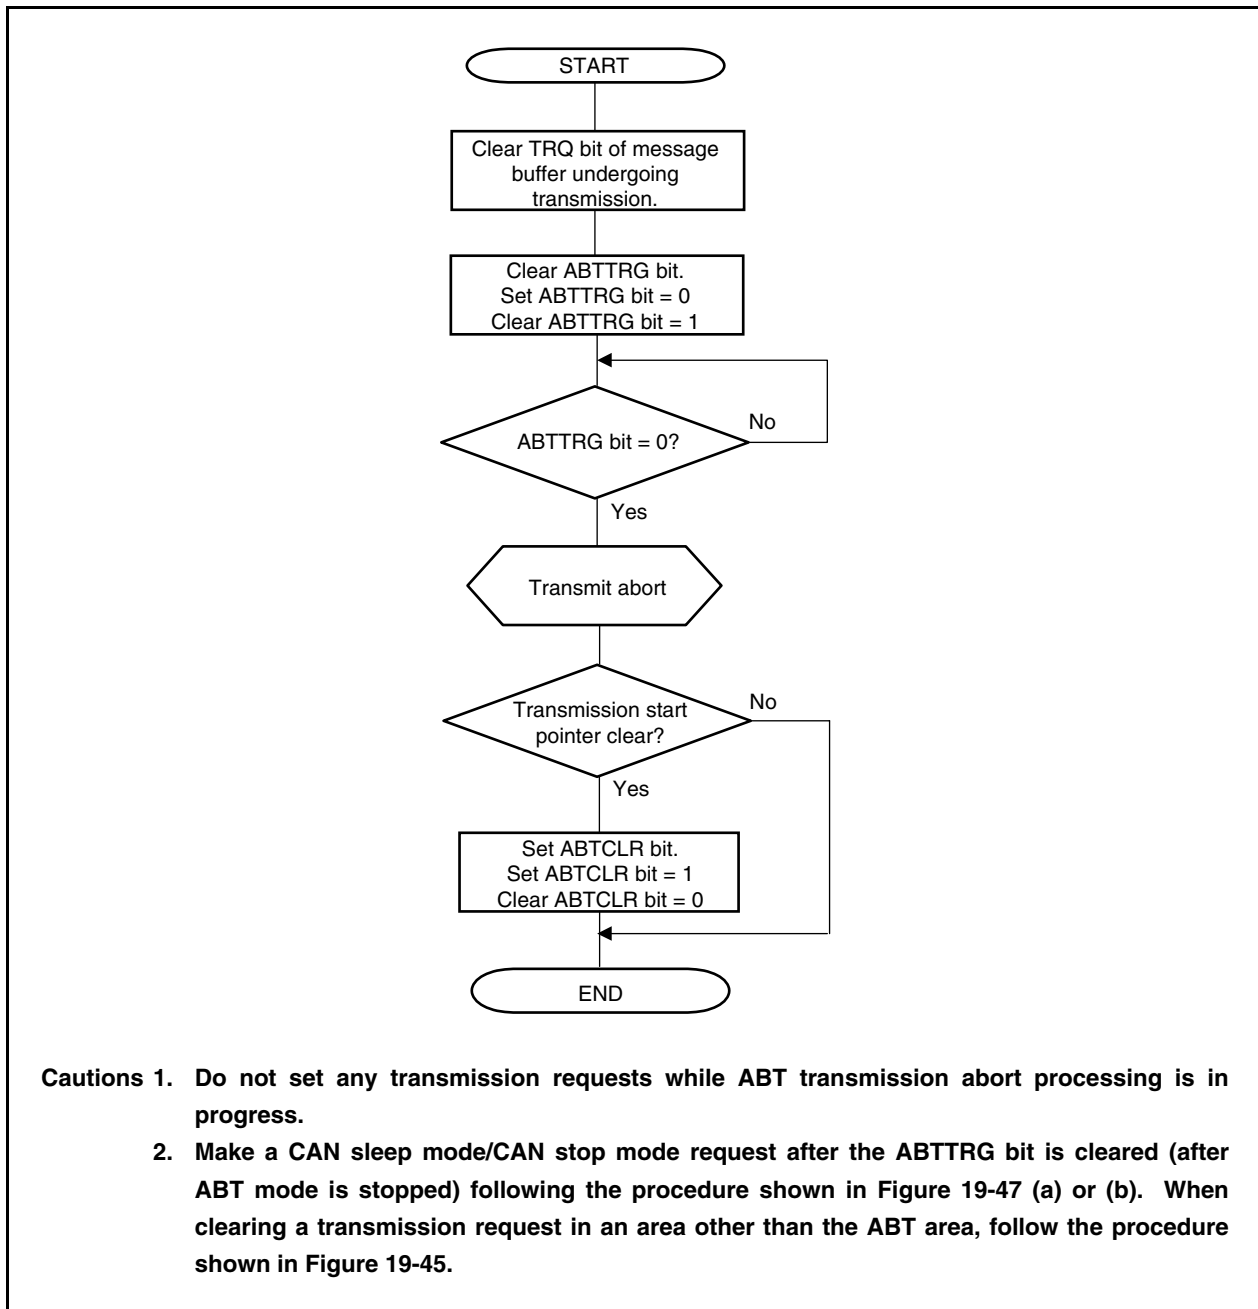 START
Clear TRQ bit of message
buffer undergoing
transmission.
Clear ABTTRG bit.
Set ABTTRG bit = 0
Clear ABTTRG bit = 1
ABTTRG bit = 0?
No
Yes
Transmit abort
Transmission start
pointer clear?
No
Yes
Set ABTCLR bit.
Set ABTCLR bit = 1
Clear ABTCLR bit = 0
END
Cautions 1. Do not set any transmission requests while ABT transmission abort processing is in
progress.
2. Make a CAN sleep mode/CAN stop mode request after the ABTTRG bit is cleared (after
ABT mode is stopped) following the procedure shown in Figure 19-47 (a) or (b). When
clearing a transmission request in an area other than the ABT area, follow the procedure
shown in Figure 19-45.